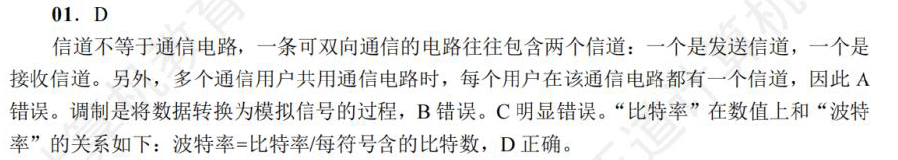 01．D
信道不等于通信电路，一条可双向通信的电路往往包含两个信道：一个是发送信道，一个是
接收信道。另外，多个通信用户共用通信电路时，每个用户在该通信电路都有一个信道，因此 A
错误。调制是将数据转换为模拟信号的过程，B 错误。C 明显错误。“比特率”在数值上和“波特
率”的关系如下：波特率=比特率/每符号含的比特数，D 正确。